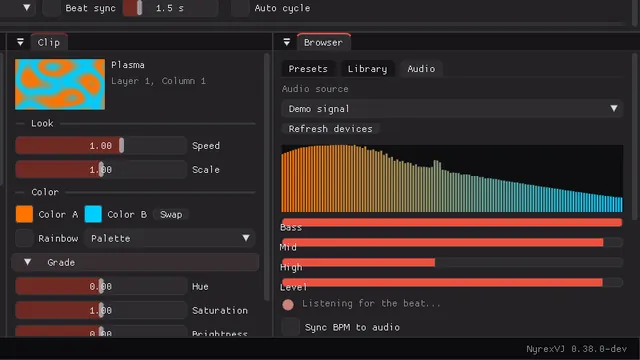 Beat sync 1.5 s Auto cycle
Clip
Plasma
Layer 1, Column 1
Look
1.00 Speed
1.00 Scale
Color
Color A Color B Swap
Rainbow Palette
Grade
0.00 Hue
1.00 Saturation
0.00 Brightness
Browser
Presets Library Audio
Audio source
Demo signal
Refresh devices
Bass
Mid
High
Level
Listening for the beat...
Sync BPM to audio
NyrexVJ 0.38.0-dev